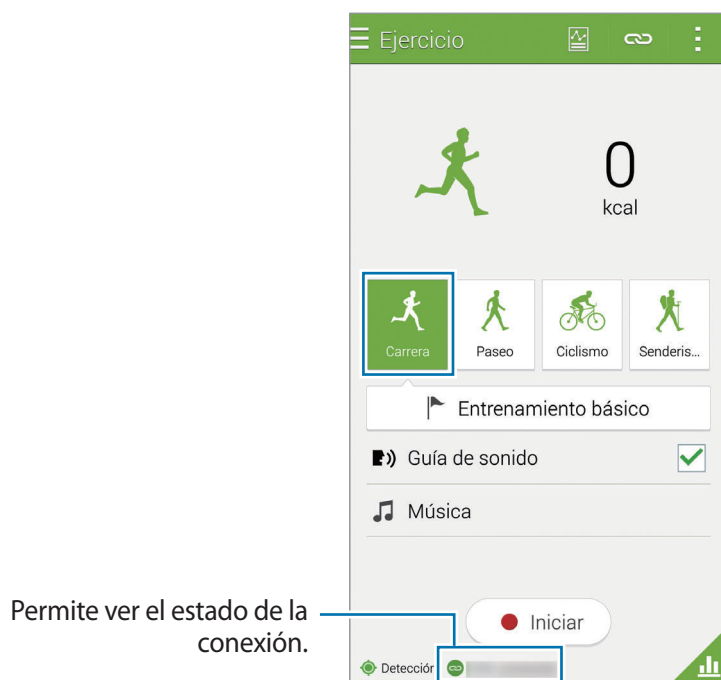 Ejercicio
0
kcal
Carrera
Paseo
Ciclismo
Senderis...
Entrenamiento básico
Guía de sonido
Música
Iniciar
Permite ver el estado de la
conexión.
Detecciór